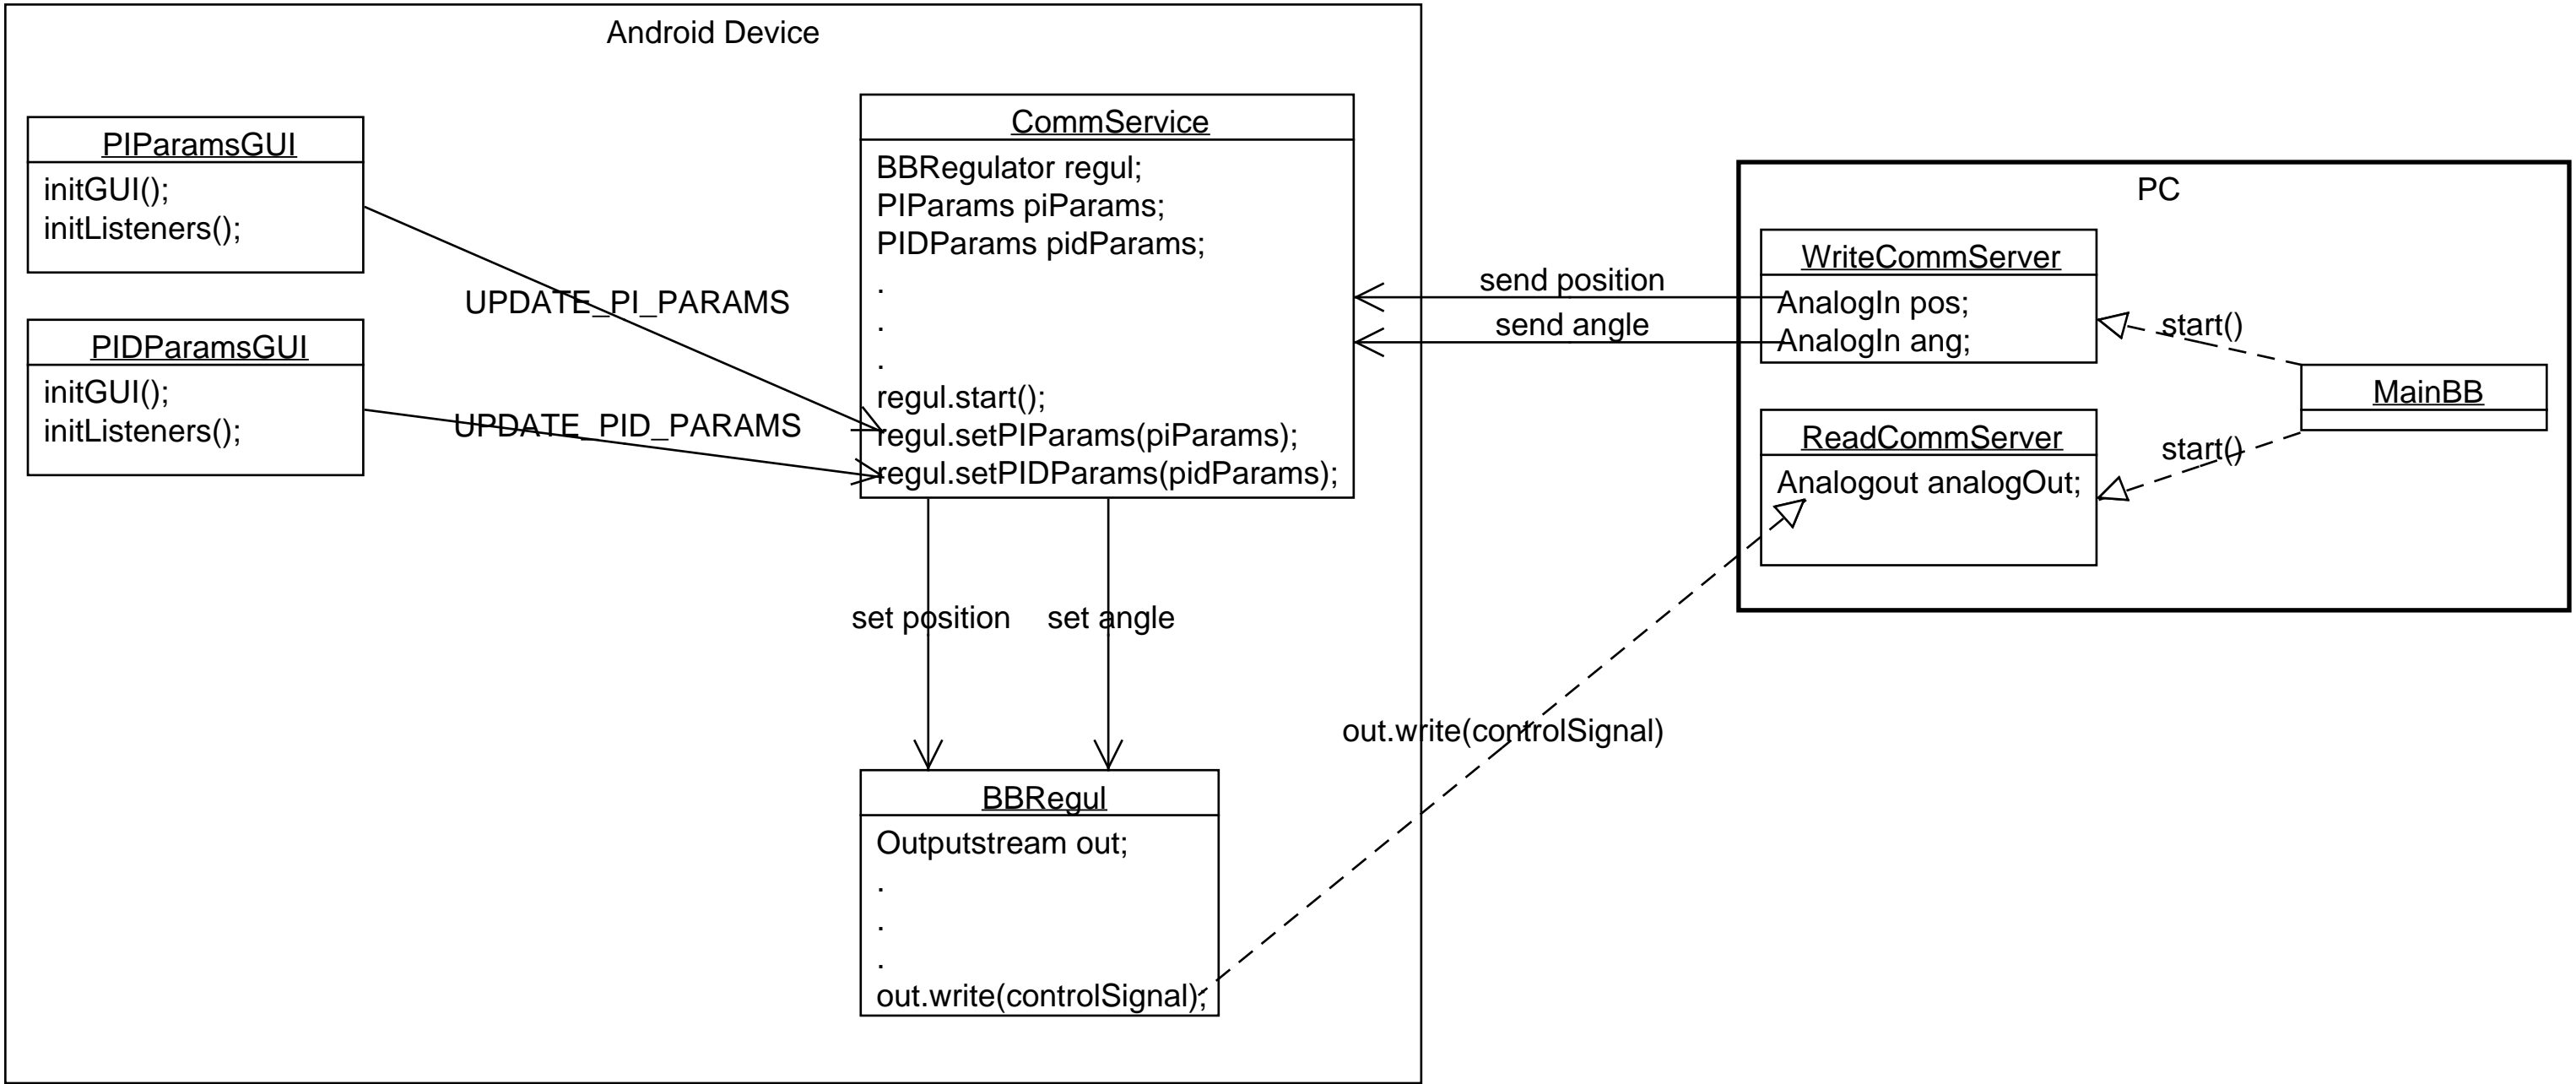 Android Device
PIParamsGUI
initGUI();
initListeners();
PIDParamsGUI
initGUI();
initListeners();
UPDATE_PI_PARAMS
UPDATE_PID_PARAMS
CommService
BBRegulator regul;
PIParams piParams;
PIDParams pidParams;
.
.
.
regul.start();
regul.setPIParams(piParams);
regul.setPIDParams(pidParams);
set position
set angle
BBRegul
Outputstream out;
.
.
.
out.write(controlSignal);
out.write(controlSignal)
send position
send angle
PC
WriteCommServer
AnalogIn pos;
AnalogIn ang;
ReadCommServer
Analogout analogOut;
start()
start()
MainBB